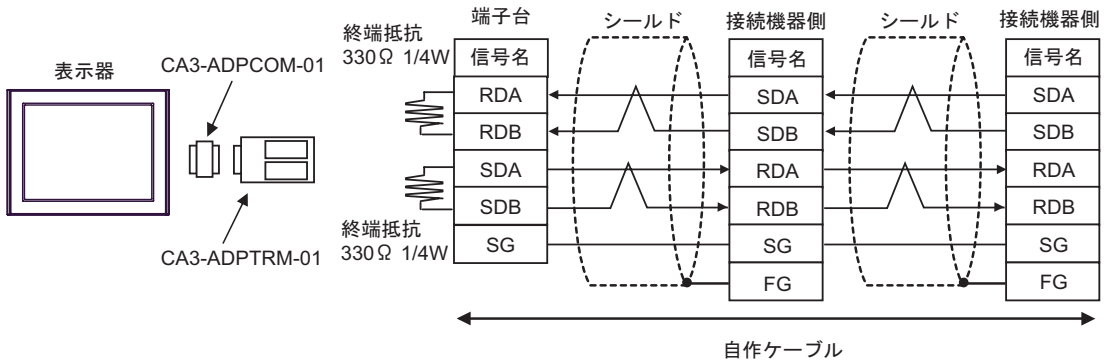 表示器
CA3-ADPCOM-01
CA3-ADPTRM-01
終端抵抗
330Ω 1/4W
終端抵抗
330Ω 1/4W
端子台
信号名
RDA
RDB
SDA
SDB
SG
シールド
接続機器側
信号名
SDA
SDB
RDA
RDB
SG
FG
シールド
接続機器側
信号名
SDA
SDB
RDA
RDB
SG
FG
自作ケーブル